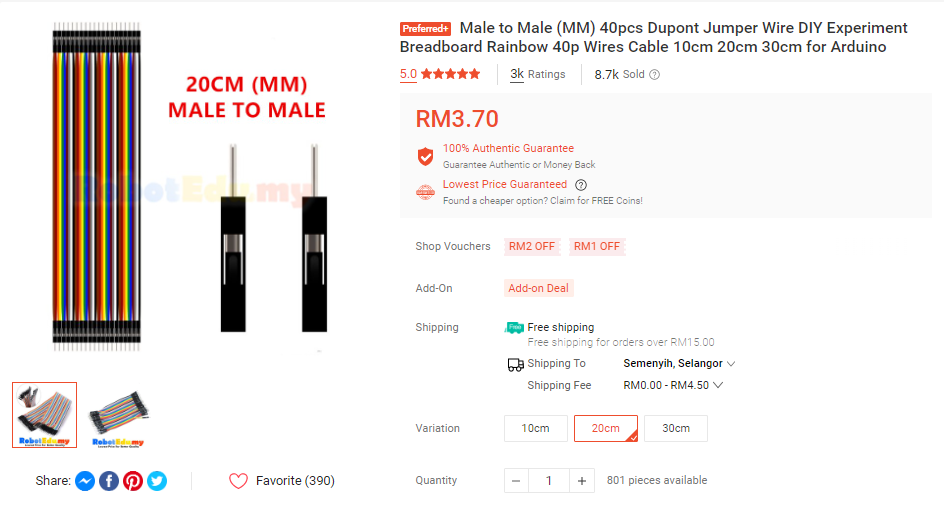 Preferred+ Male to Male (MM) 40pcs Dupont Jumper Wire DIY Experiment
Breadboard Rainbow 40p Wires Cable 10cm 20cm 30cm for Arduino
5.0 3k Ratings 8.7k Sold ?
20CM (MM)
MALE TO MALE
RobotEdu.my
RM3.70
100% Authentic Guarantee
Guarantee Authentic or Money Back
Lowest Price Guaranteed ?
Found a cheaper option? Claim for FREE Coins!
Shop Vouchers RM2 OFF RM1 OFF
Add-On Add-on Deal
Shipping Free Free shipping
Free shipping for orders over RM15.00
Shipping To Semenyih, Selangor
Shipping Fee RM0.00 - RM4.50
Variation 10cm 20cm 30cm
RobotEdu.my
RobotEdu.my
Share: Favorite (390)
Quantity − 1 + 801 pieces available